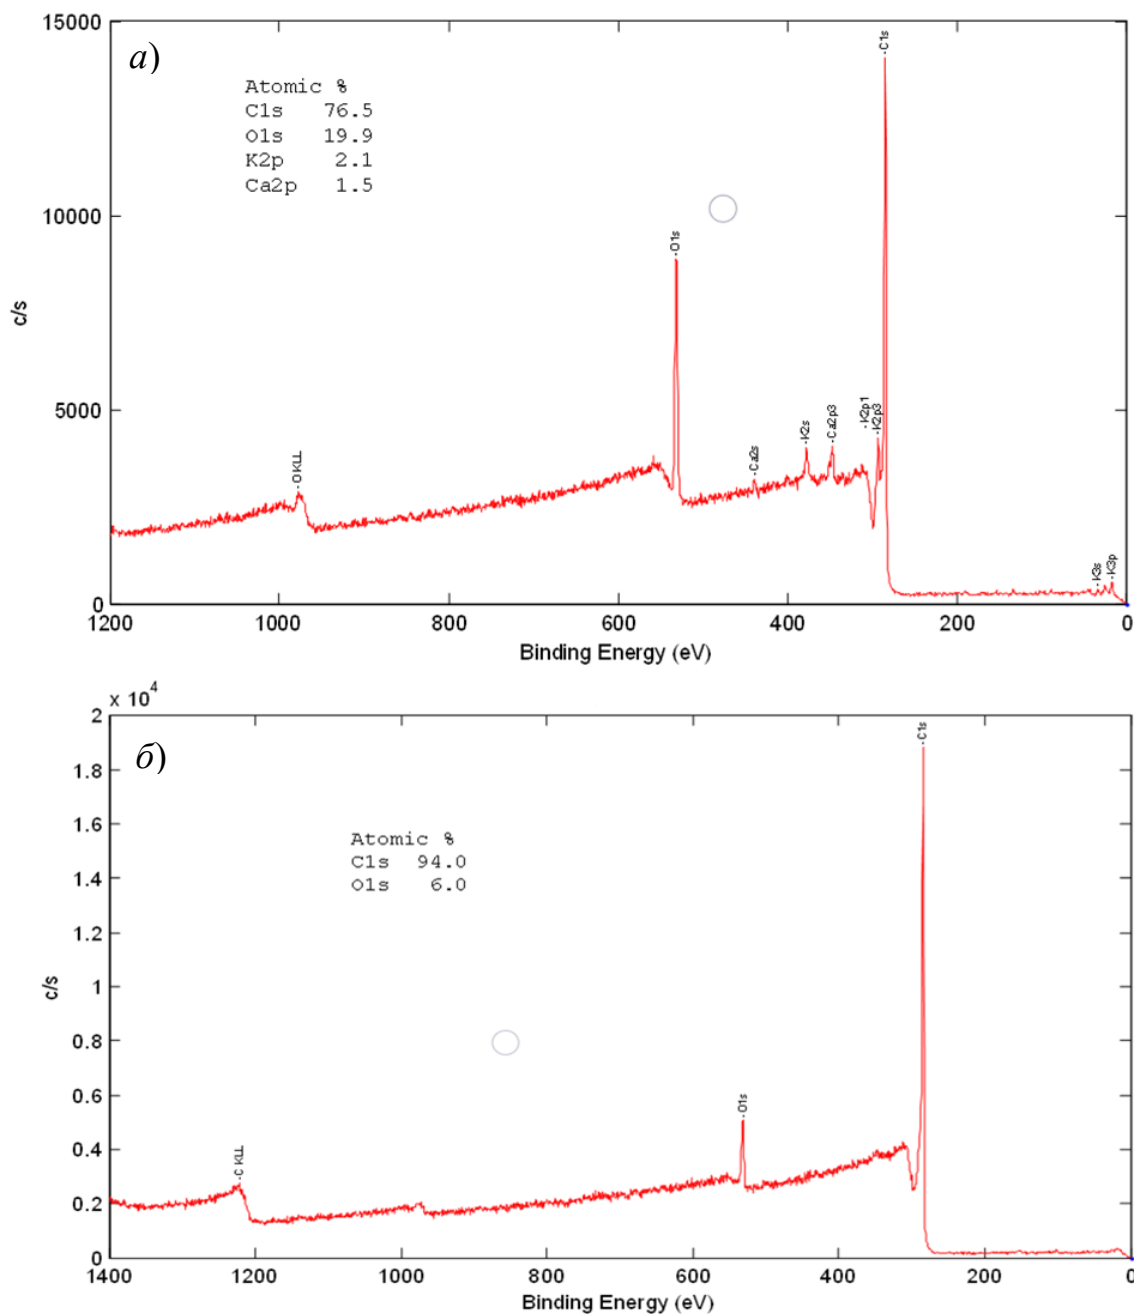 15000
а)
-C1s
Atomic %
C1s 76.5
O1s 19.9
K2p 2.1
Ca2p 1.5
10000
-O1s
c/s
5000
-K2p1
-K2p3
-Ca2p3
-K2s
-Ca2s
-O KLL
-K3s
-K3p
0
1200 1000 800 600 400 200 0
Binding Energy (eV)
x 10^4
2
б)
-C1s
1.8
1.6
Atomic %
C1s 94.0
O1s 6.0
1.4
1.2
c/s
1
0.8
0.6
-O1s
0.4
-C KLL
0.2
0
1400 1200 1000 800 600 400 200 0
Binding Energy (eV)